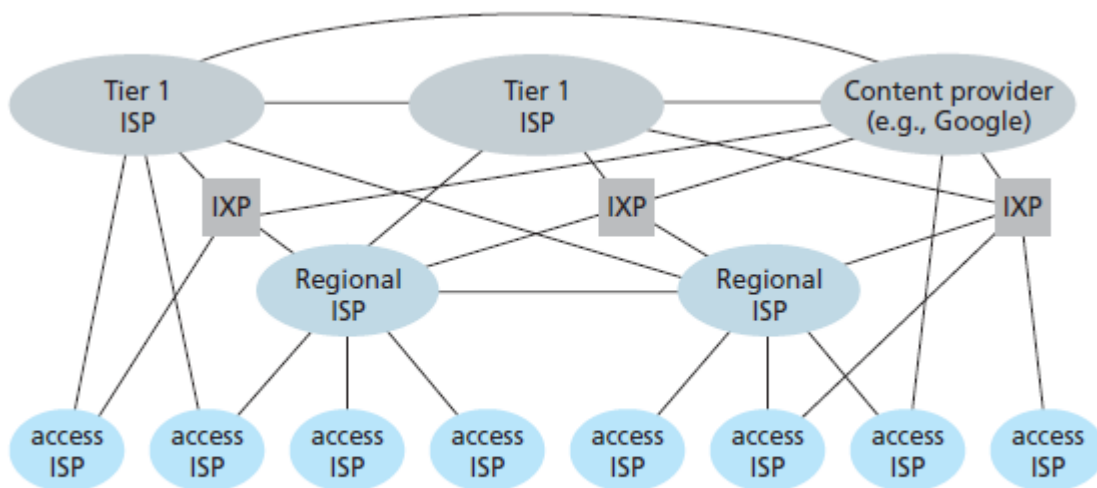 Tier 1
ISP
Tier 1
ISP
Content provider
(e.g., Google)
IXP
IXP
IXP
Regional
ISP
Regional
ISP
access
ISP
access
ISP
access
ISP
access
ISP
access
ISP
access
ISP
access
ISP
access
ISP